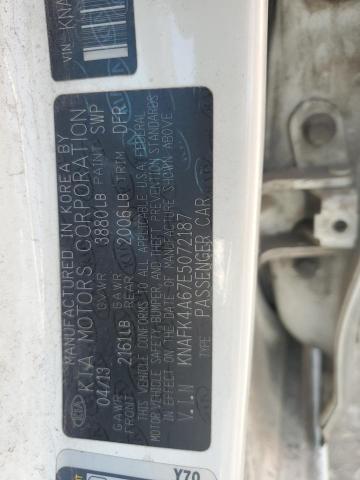 VIN: KNA
MANUFACTURED IN KOREA BY
KIA MOTORS CORPORATION
04/13 GVWR 3880LB PAINT SWP
GAWR FRONT 2161LB GAWR REAR 2006LB TRIM DFR
THIS VEHICLE CONFORMS TO ALL APPLICABLE U.S.A FEDERAL
MOTOR VEHICLE SAFETY, BUMPER, AND THEFT PREVENTION STANDARDS
IN EFFECT ON THE DATE OF MANUFACTURE SHOWN ABOVE
V.I.N KNAFK4A67E5072187
TYPE: PASSENGER CAR
Y70